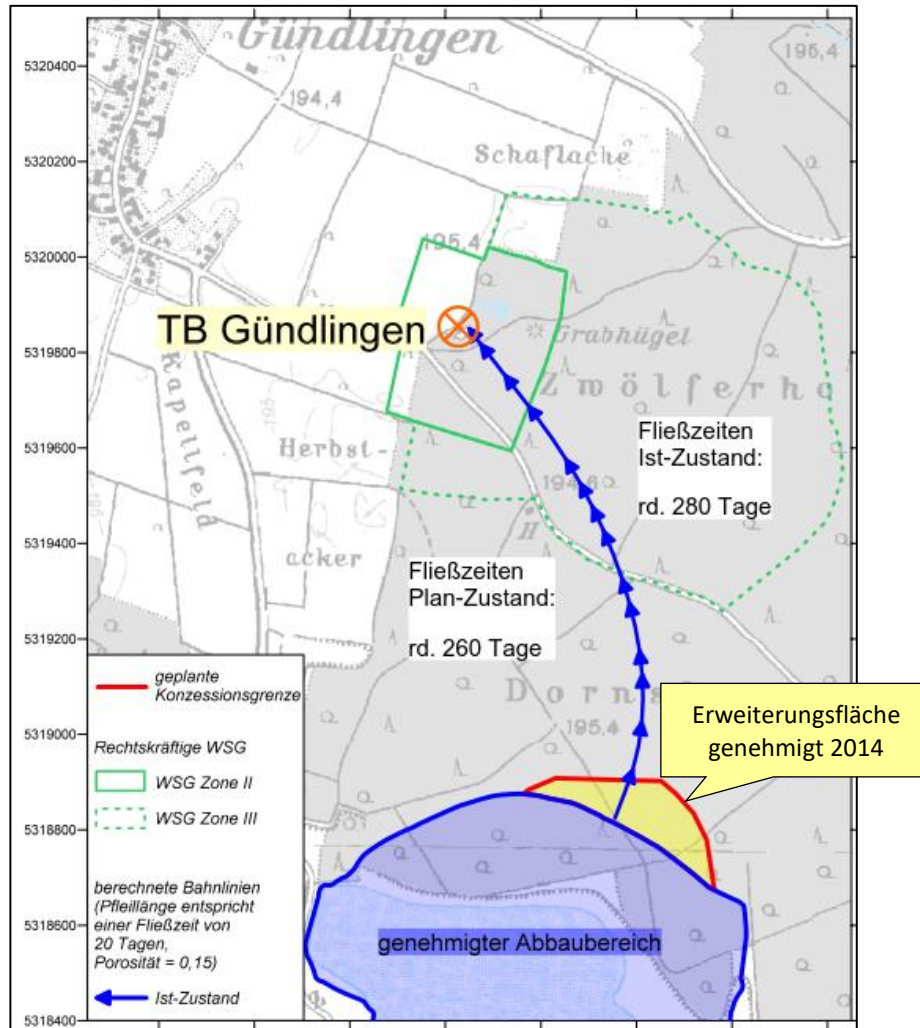 Gündlingen
5320400
195,4
194,4
Schaflache
5320200
195,4
5320000
TB Gündlingen
Grabhügel
5319800
Zwölferho
Kapellfeld
Fließzeiten
Ist-Zustand:
rd. 280 Tage
5319600
Herbst-
194,6
H
acker
5319400
Fließzeiten
Plan-Zustand:
rd. 260 Tage
5319200
geplante
Konzessionsgrenze
Dorns
Erweiterungsfläche
genehmigt 2014
195,4
5319000
Rechtskräftige WSG
WSG Zone II
WSG Zone III
5318800
berechnete Bahnlinien
(Pfleillänge entspricht
einer Fließzeit von
20 Tagen,
Porosität = 0,15)
5318600
genehmigter Abbaubereich
Ist-Zustand
5318400